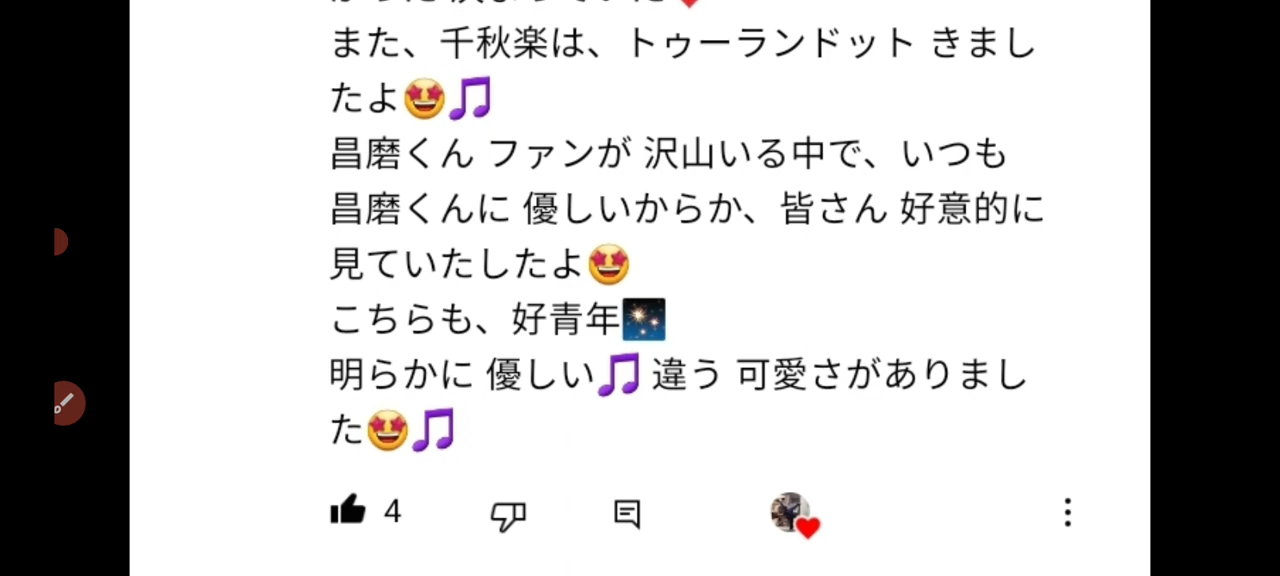 また、千秋楽は、トゥーランドット きまし
たよ🤩🎵
昌磨くん ファンが 沢山いる中で、いつも
昌磨くんに 優しいからか、皆さん 好意的に
見ていたしたよ🤩
こちらも、好青年🎇
明らかに 優しい🎵 違う 可愛さがありまし
た🤩🎵
4